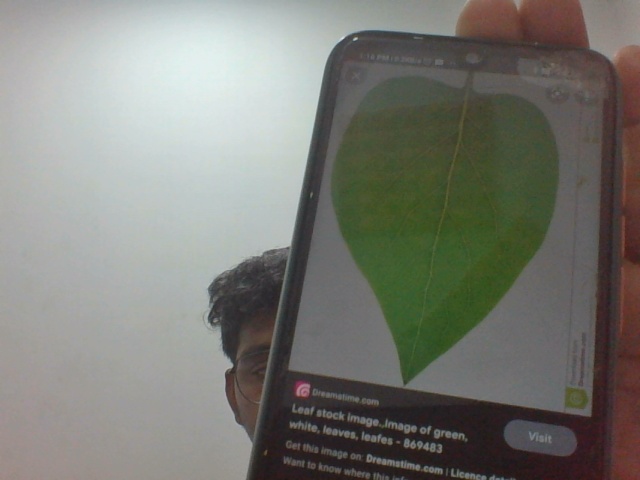 Dreamstime.com
Leaf stock image..Image of green,
white, leaves, leafes - 869483
Visit
Get this image on: Dreamstime.com | Licence
Want to know where this